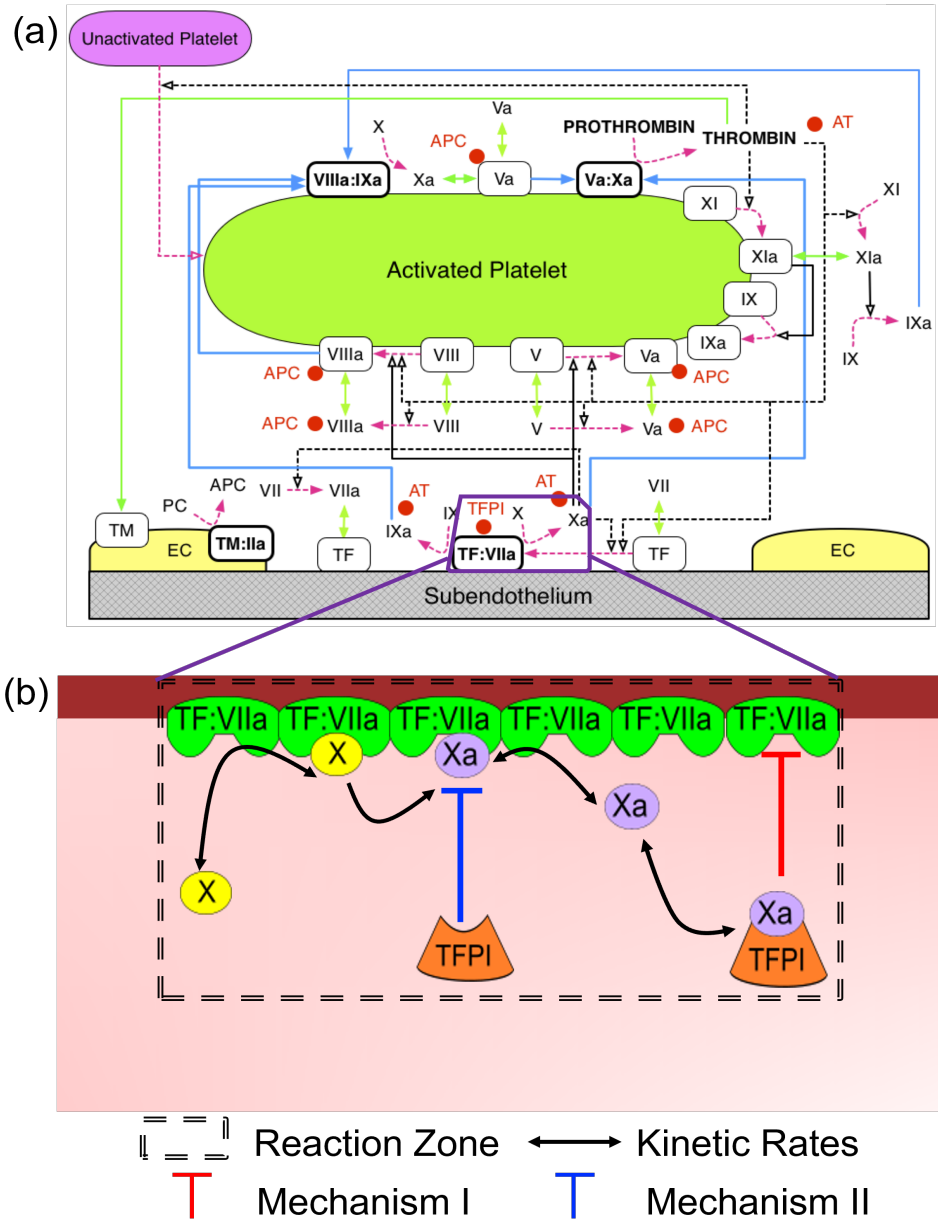 (a)
Unactivated Platelet
Va
X
APC
PROTHROMBIN
THROMBIN
AT
VIIIa:IXa
Xa
Va
Va:Xa
XI
XI
XIa
XIa
Activated Platelet
IX
IXa
IX
IXa
VIIIa
VIII
V
Va
APC
APC
APC
VIIIa
VIII
V
Va
APC
APC
VII
VIIa
AT
AT
VII
PC
IXa
IX
TFPI
X
Xa
TM
EC
TM:IIa
TF
TF:VIIa
TF
EC
Subendothelium
(b)
TF:VIIa TF:VIIa TF:VIIa TF:VIIa TF:VIIa TF:VIIa
X
Xa
Xa
X
Xa
TFPI
TFPI
Reaction Zone
Kinetic Rates
Mechanism I
Mechanism II